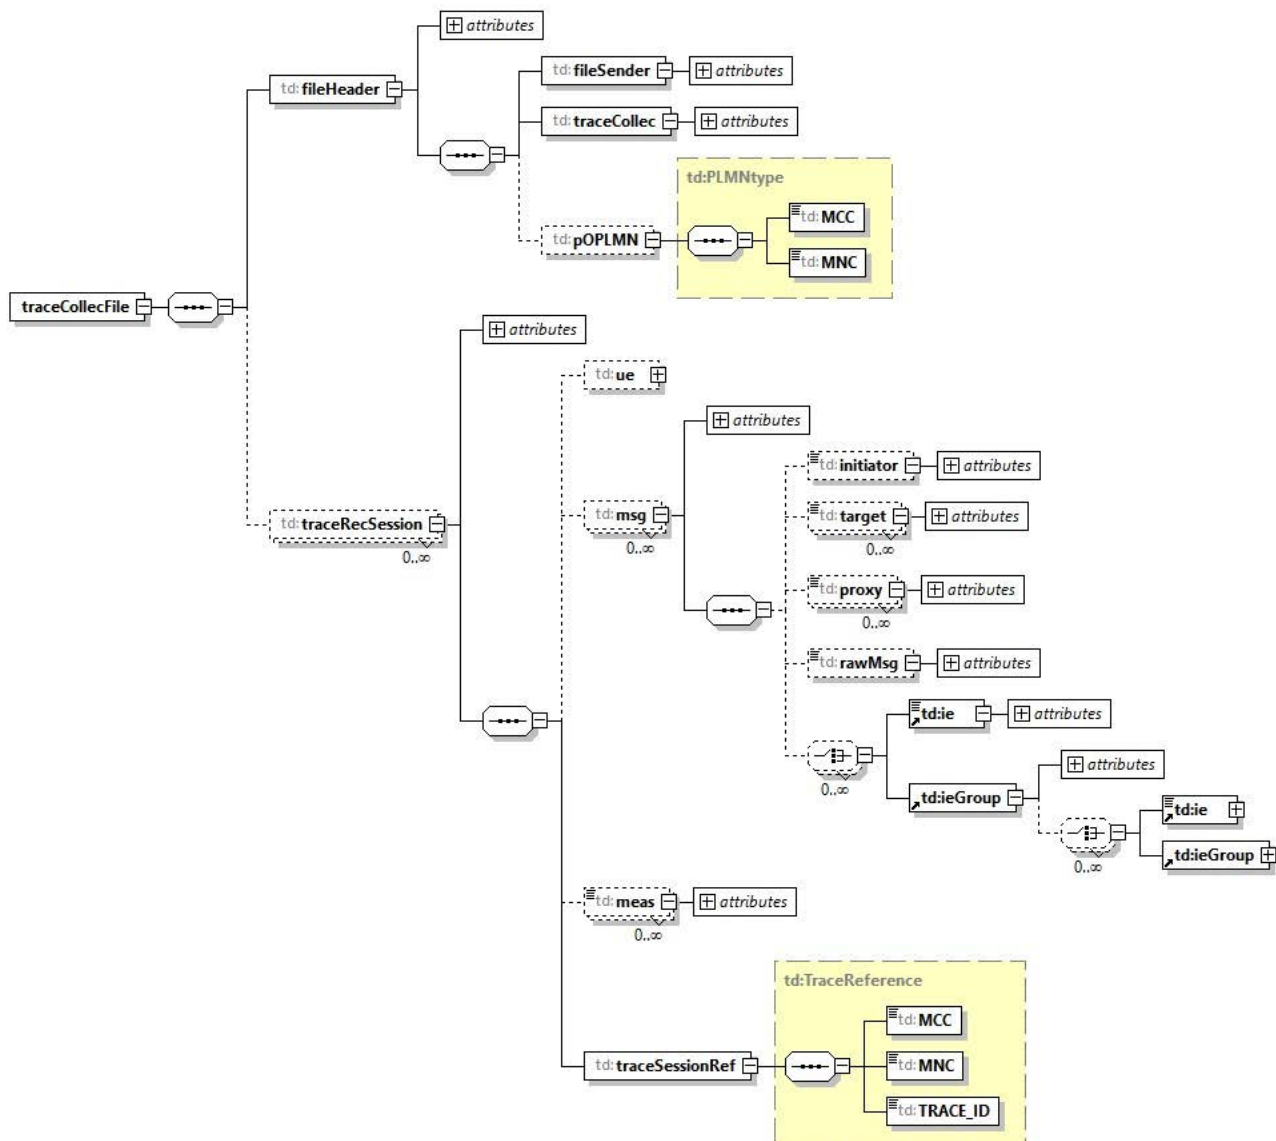 attributes
td:fileSender
attributes
td:fileHeader
td:traceCollec
attributes
td:PLMNtype
td:MCC
td:pOPLMN
td:MNC
traceCollecFile
attributes
td:ue
attributes
td:initiator
attributes
td:traceRecSession
0..∞
td:msg
0..∞
td:target
0..∞
attributes
td:proxy
0..∞
attributes
td:rawMsg
attributes
td:ie
attributes
0..∞
td:ieGroup
attributes
td:ie
0..∞
td:ieGroup
td:meas
0..∞
attributes
td:TraceReference
td:MCC
td:traceSessionRef
td:MNC
td:TRACE_ID